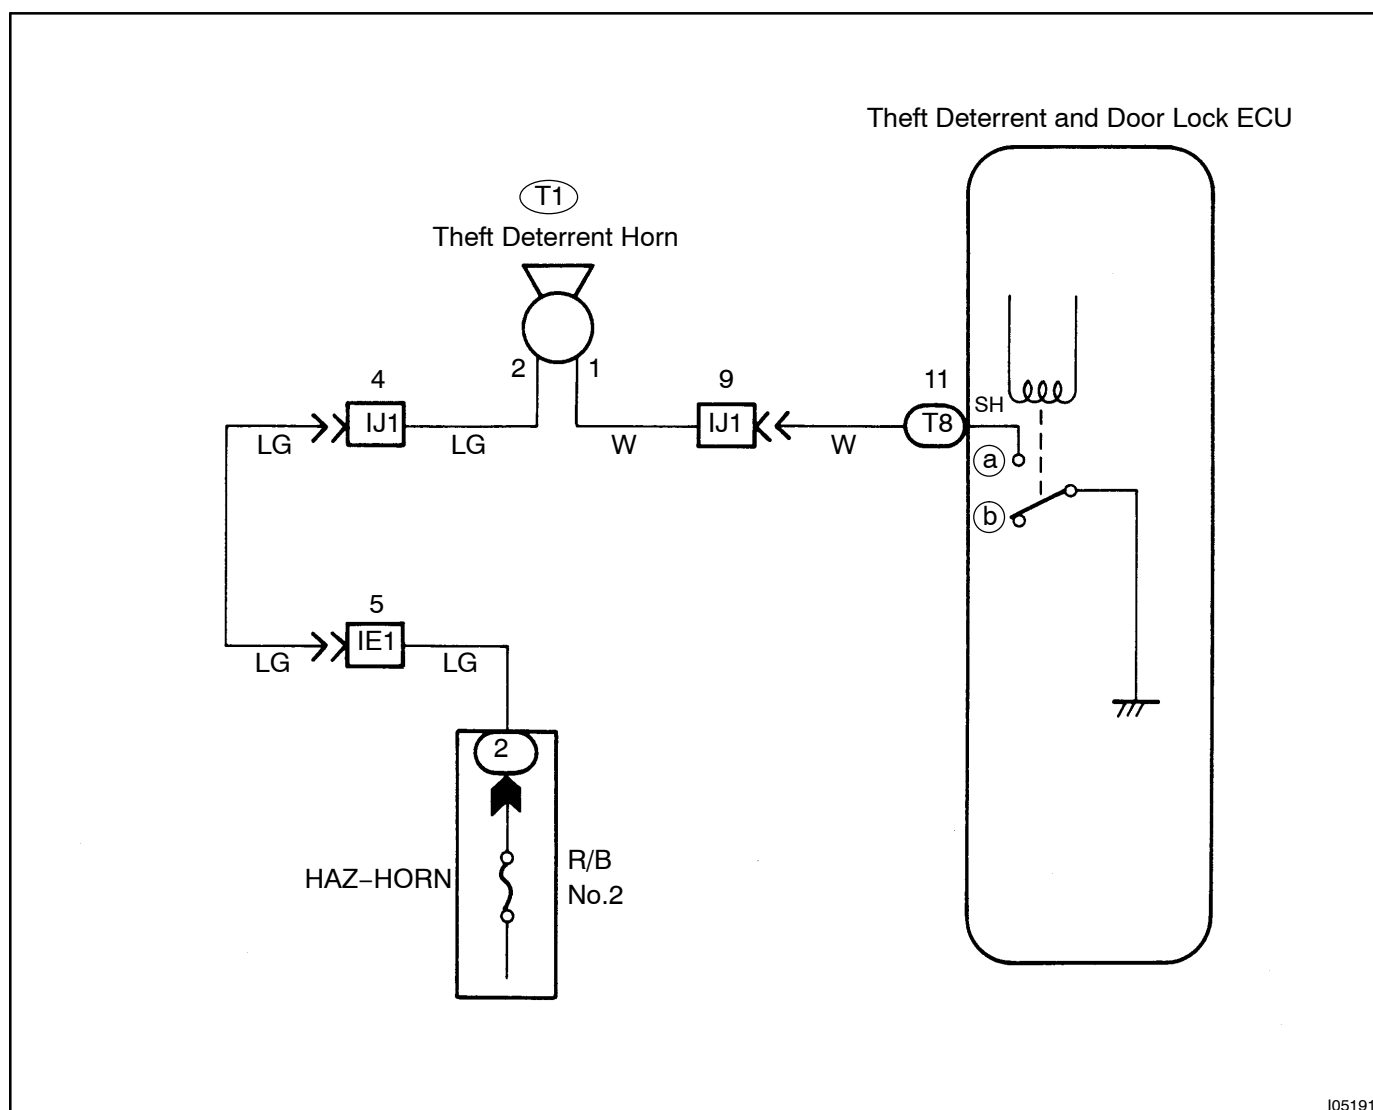 Theft Deterrent and Door Lock ECU
T1
Theft Deterrent Horn
2
1
4
9
11
SH
IJ1
IJ1
T8
LG
LG
W
W
a
b
5
IE1
LG
LG
2
HAZ–HORN
R/B
No.2
I05191